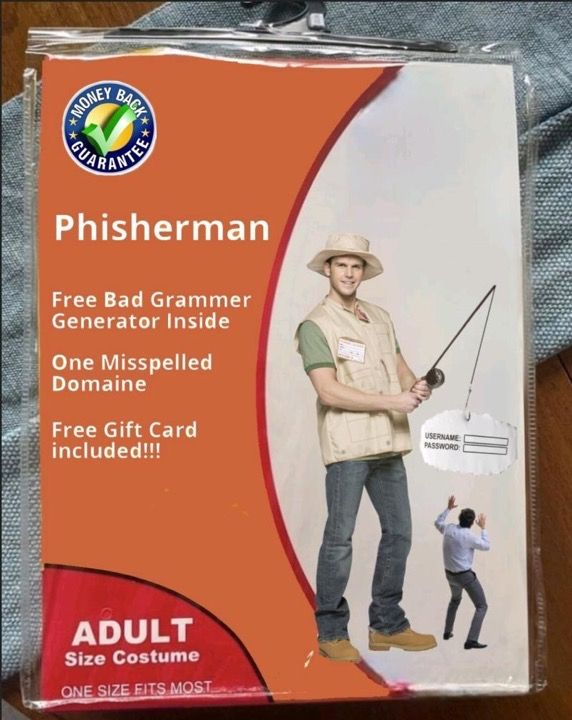 MONEY BACK
GUARANTEE
Phisherman
Free Bad Grammer
Generator Inside
One Misspelled
Domaine
Free Gift Card
included!!!
USERNAME:
PASSWORD:
ADULT
Size Costume
ONE SIZE FITS MOST